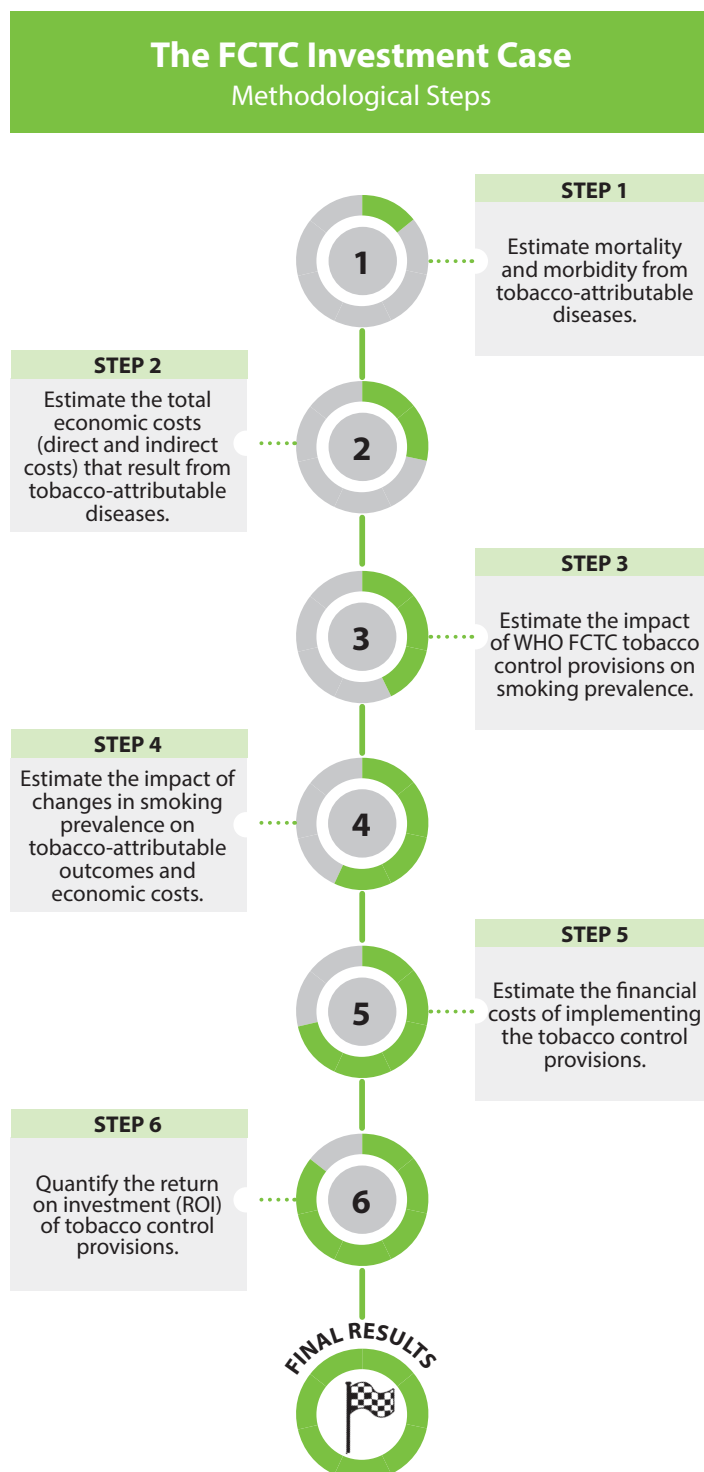 The FCTC Investment Case
Methodological Steps
1
STEP 1
Estimate mortality
and morbidity from
tobacco-attributable
diseases.
STEP 2
Estimate the total
economic costs
(direct and indirect
costs) that result from
tobacco-attributable
diseases.
2
3
STEP 3
Estimate the impact
of WHO FCTC tobacco
control provisions on
smoking prevalence.
STEP 4
Estimate the impact of
changes in smoking
prevalence on
tobacco-attributable
outcomes and
economic costs.
4
5
STEP 5
Estimate the financial
costs of implementing
the tobacco control
provisions.
STEP 6
Quantify the return
on investment (ROI)
of tobacco control
provisions.
6
FINAL RESULTS